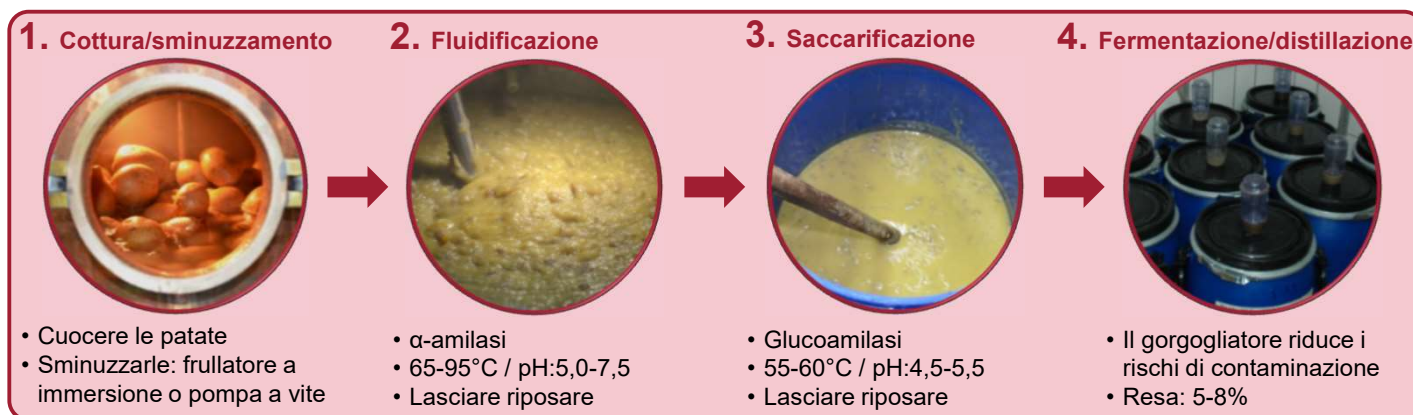 1. Cottura/sminuzzamento
• Cuocere le patate
• Sminuzzarle: frullatore a
immersione o pompa a vite
2. Fluidificazione
• α-amilasi
• 65-95°C / pH:5,0-7,5
• Lasciare riposare
3. Saccarificazione
• Glucoamilasi
• 55-60°C / pH:4,5-5,5
• Lasciare riposare
4. Fermentazione/distillazione
• Il gorgogliatore riduce i
rischi di contaminazione
• Resa: 5-8%